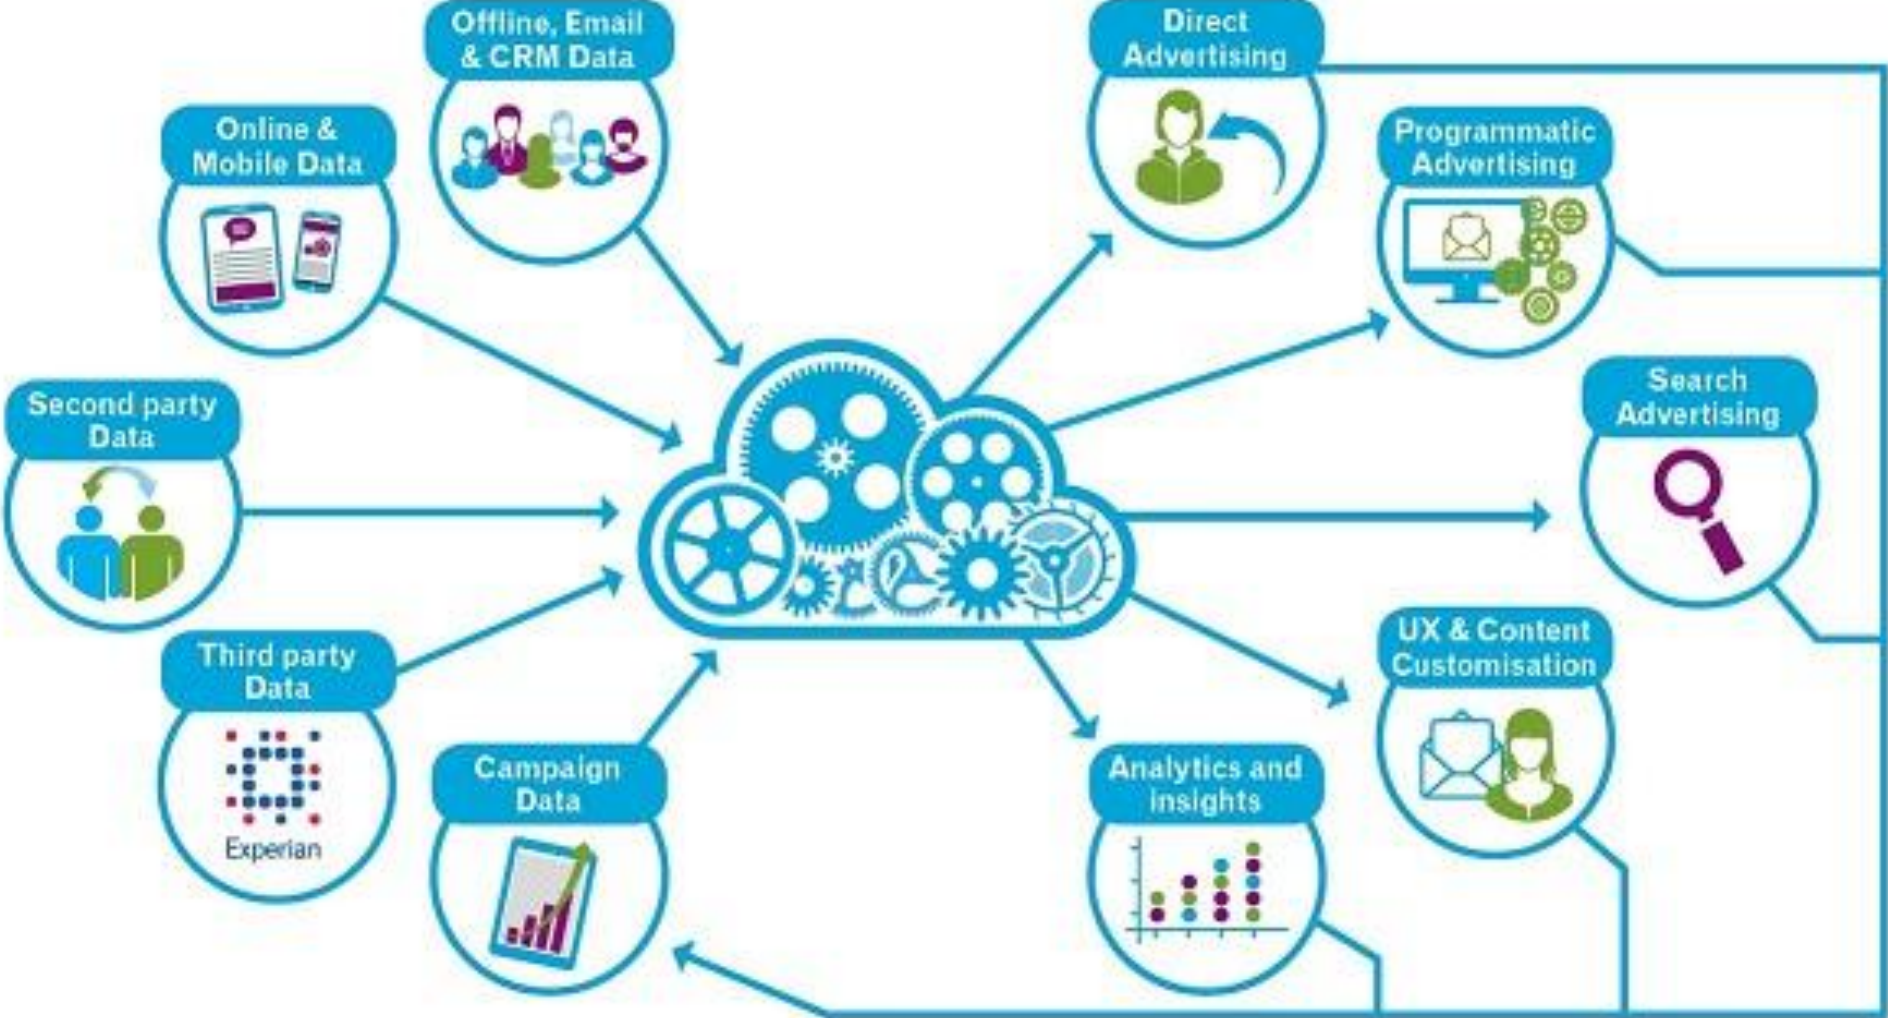 Offline, Email
& CRM Data
Direct
Advertising
Online &
Mobile Data
Programmatic
Advertising
Second party
Data
Search
Advertising
Third party
Data
Experian
UX & Content
Customisation
Campaign
Data
Analytics and
insights